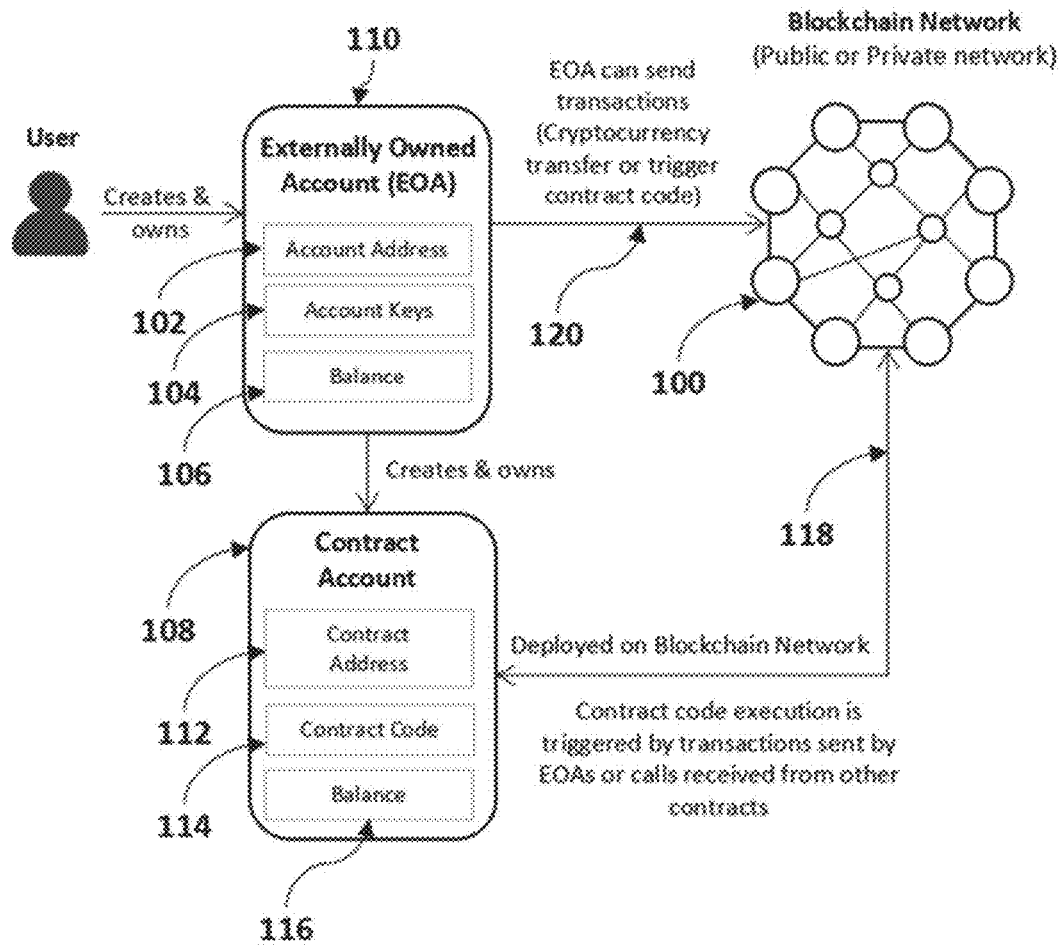 110
Blockchain Network
(Public or Private network)
EOA can send
transactions
(Cryptocurrency
transfer or trigger
contract code)
User
Creates &
owns
Externally Owned
Account (EOA)
Account Address
Account Keys
Balance
102
104
106
120
100
Creates & owns
118
Contract
Account
108
Contract
Address
Contract Code
Balance
112
114
116
Deployed on Blockchain Network
Contract code execution is
triggered by transactions sent by
EOAs or calls received from other
contracts